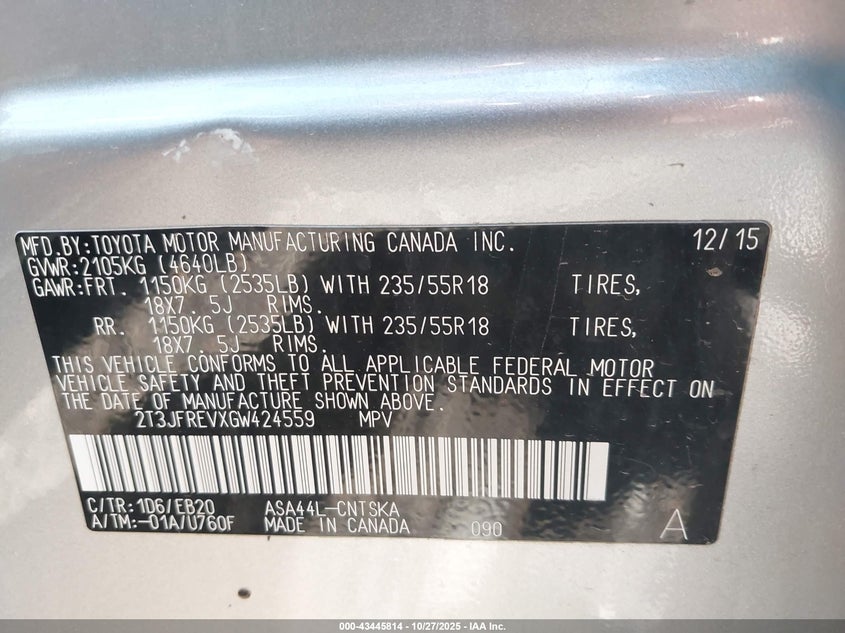 MFD.BY:TOYOTA MOTOR MANUFACTURING CANADA INC. 12/15
GVWR:2105KG (4640LB)
GAWR:FRT. 1150KG (2535LB) WITH 235/55R18 TIRES,
18X7. 5J RIMS.
RR. 1150KG (2535LB) WITH 235/55R18 TIRES,
18X7. 5J RIMS.
THIS VEHICLE CONFORMS TO ALL APPLICABLE FEDERAL MOTOR
VEHICLE SAFETY AND THEFT PREVENTION STANDARDS IN EFFECT ON
THE DATE OF MANUFACTURE SHOWN ABOVE.
2T3JFREVXGW424559 MPV
C/TR:1D6/EB20 ASA44L-CNTSKA
A/TM:-01A/U760F MADE IN CANADA 090 A
000-43445814 - 10/27/2025 - IAA Inc.